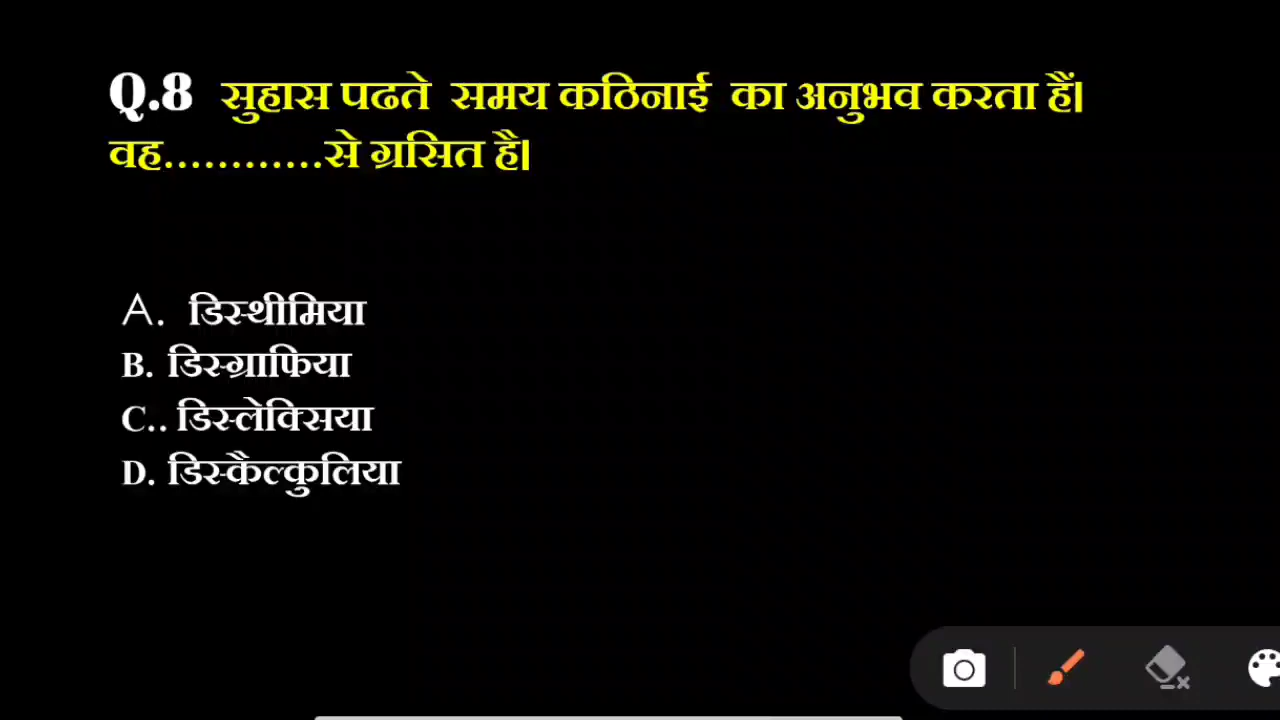 Q.8 सुहास पढते समय कठिनाई का अनुभव करता हैं।
वह............से ग्रसित है।
A. डिस्थीमिया
B. डिस्ग्राफिया
C.. डिस्लेक्सिया
D. डिस्कैल्कुलिया